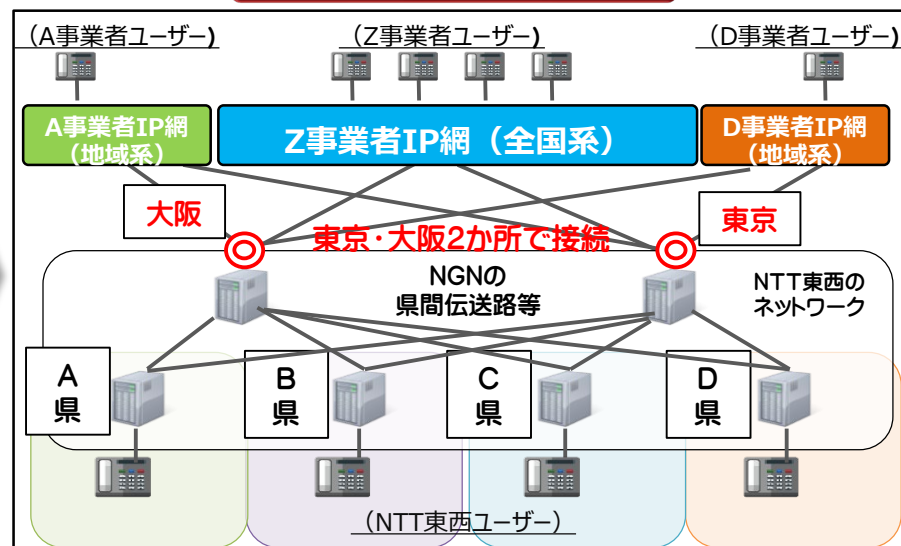 （A事業者ユーザー）
（Z事業者ユーザー）
（D事業者ユーザー）
A事業者IP網
（地域系）
Z事業者IP網（全国系）
D事業者IP網
（地域系）
大阪
東京
東京・大阪2か所で接続
NGNの
県間伝送路等
NTT東西の
ネットワーク
A
県
B
県
C
県
D
県
（NTT東西ユーザー）